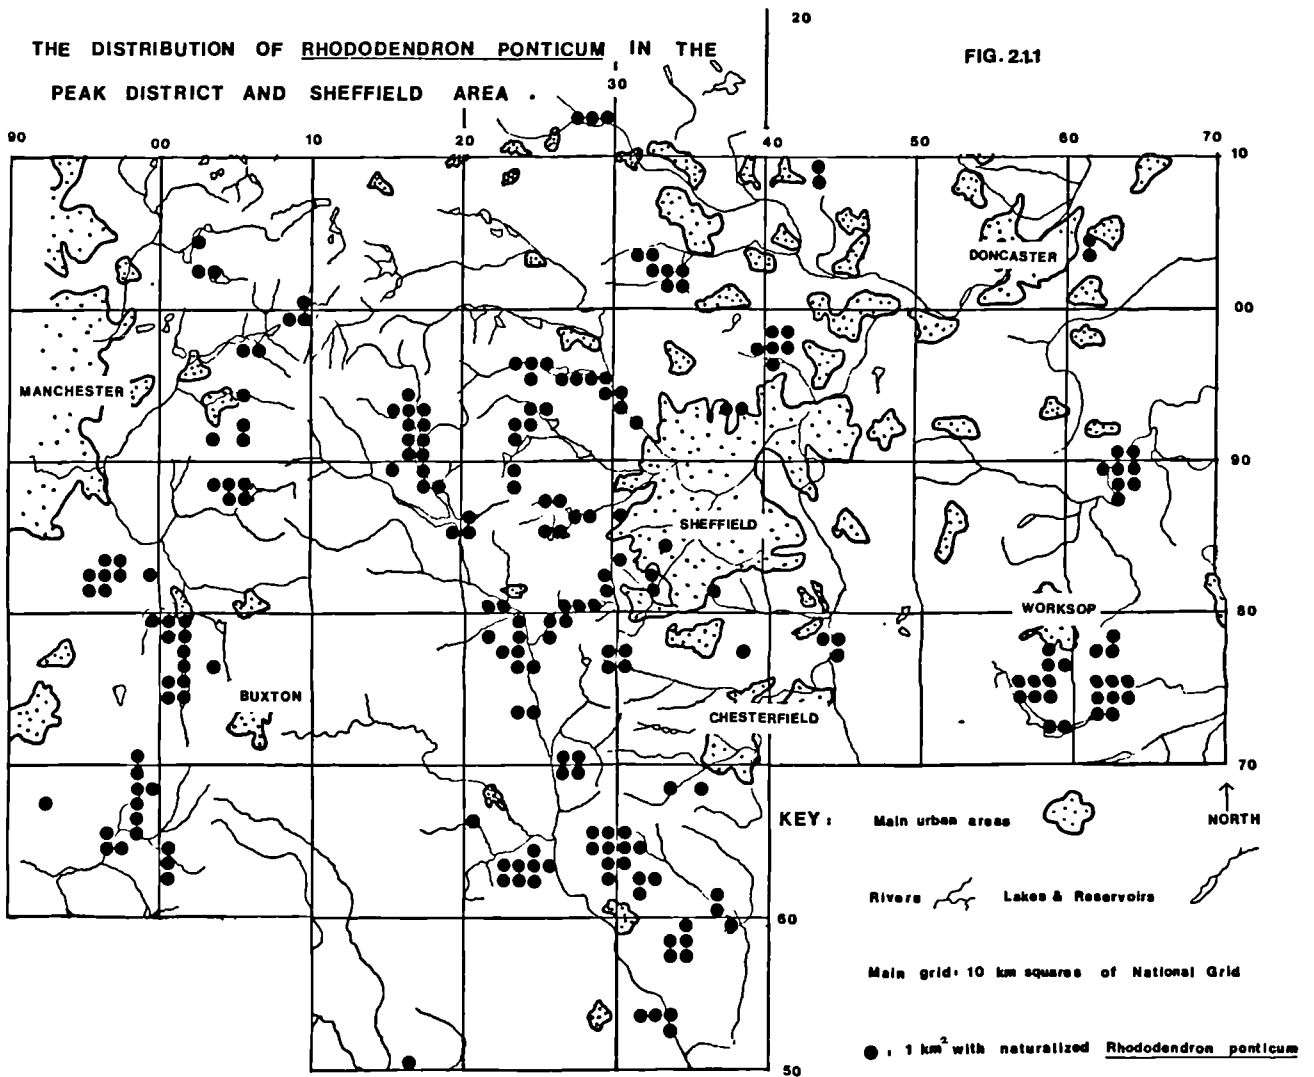 THE DISTRIBUTION OF RHODODENDRON PONTICUM IN THE
PEAK DISTRICT AND SHEFFIELD AREA .
20
FIG. 2.1.1
30
90 00 10 20 40 50 60 70
10
DONCASTER
00
MANCHESTER
90
SHEFFIELD
WORKSOP
80
BUXTON
CHESTERFIELD
70
KEY :
Main urban areas
NORTH
Rivers
Lakes & Reservoirs
60
Main grid: 10 km squares of National Grid
: 1 km² with naturalized Rhododendron ponticum
50